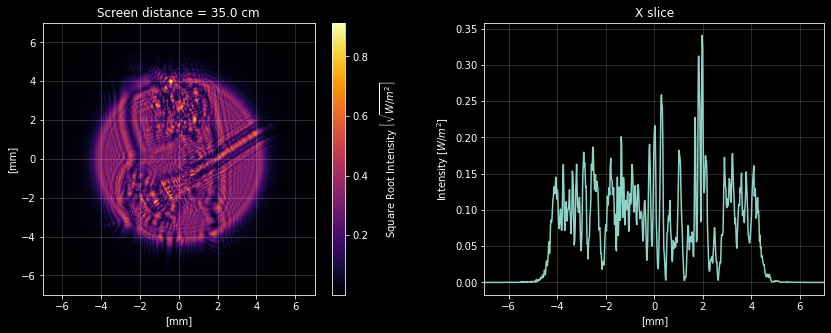 Screen distance = 35.0 cm
6
4
2
0
−2
−4
−6
[mm]
−6 −4 −2 0 2 4 6
[mm]
0.8
0.6
0.4
0.2
Square Root Intensity [√W/m²]
X slice
0.35
0.30
0.25
0.20
0.15
0.10
0.05
0.00
Intensity [W/m²]
−6 −4 −2 0 2 4 6
[mm]